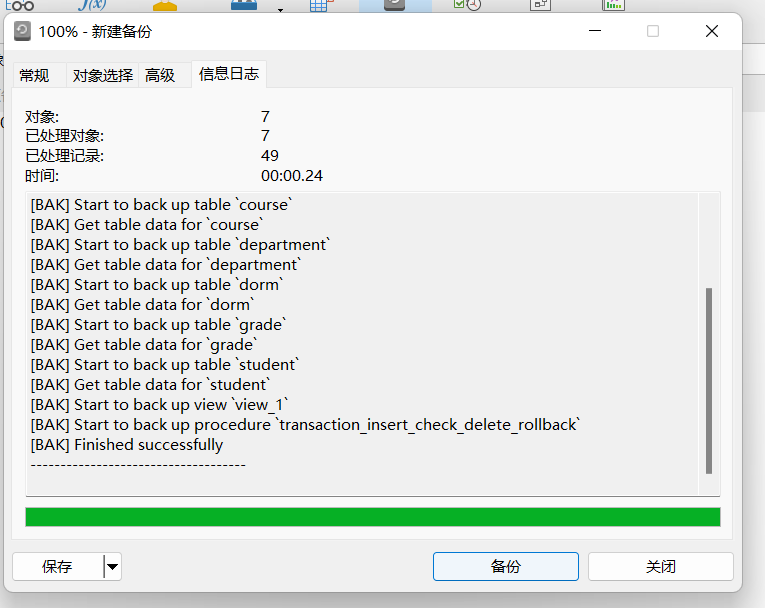 100% - 新建备份
常规 对象选择 高级 信息日志
对象: 7
已处理对象: 7
已处理记录: 49
时间: 00:00.24
[BAK] Start to back up table `course`
[BAK] Get table data for `course`
[BAK] Start to back up table `department`
[BAK] Get table data for `department`
[BAK] Start to back up table `dorm`
[BAK] Get table data for `dorm`
[BAK] Start to back up table `grade`
[BAK] Get table data for `grade`
[BAK] Start to back up table `student`
[BAK] Get table data for `student`
[BAK] Start to back up view `view_1`
[BAK] Start to back up procedure `transaction_insert_check_delete_rollback`
[BAK] Finished successfully
------------------------------------
保存 备份 关闭